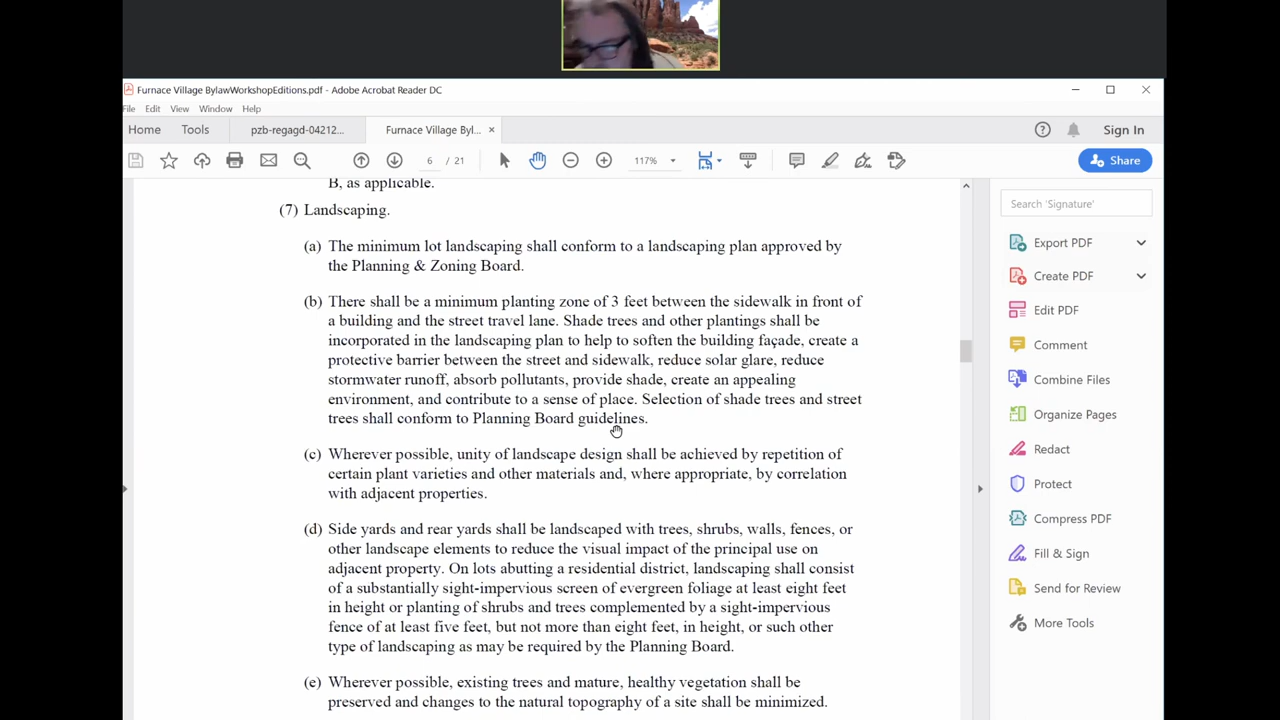 Furnace Village BylawWorkshopEditions.pdf - Adobe Acrobat Reader DC
File Edit View Window Help
Home Tools pzb-regagd-04212... Furnace Village Byl... Sign In
6 / 21 117% Share
B, as applicable.
(7) Landscaping.
(a) The minimum lot landscaping shall conform to a landscaping plan approved by
the Planning & Zoning Board.
(b) There shall be a minimum planting zone of 3 feet between the sidewalk in front of
a building and the street travel lane. Shade trees and other plantings shall be
incorporated in the landscaping plan to help to soften the building façade, create a
protective barrier between the street and sidewalk, reduce solar glare, reduce
stormwater runoff, absorb pollutants, provide shade, create an appealing
environment, and contribute to a sense of place. Selection of shade trees and street
trees shall conform to Planning Board guidelines.
(c) Wherever possible, unity of landscape design shall be achieved by repetition of
certain plant varieties and other materials and, where appropriate, by correlation
with adjacent properties.
(d) Side yards and rear yards shall be landscaped with trees, shrubs, walls, fences, or
other landscape elements to reduce the visual impact of the principal use on
adjacent property. On lots abutting a residential district, landscaping shall consist
of a substantially sight-impervious screen of evergreen foliage at least eight feet
in height or planting of shrubs and trees complemented by a sight-impervious
fence of at least five feet, but not more than eight feet, in height, or such other
type of landscaping as may be required by the Planning Board.
(e) Wherever possible, existing trees and mature, healthy vegetation shall be
preserved and changes to the natural topography of a site shall be minimized.
Search 'Signature'
Export PDF
Create PDF
Edit PDF
Comment
Combine Files
Organize Pages
Redact
Protect
Compress PDF
Fill & Sign
Send for Review
More Tools